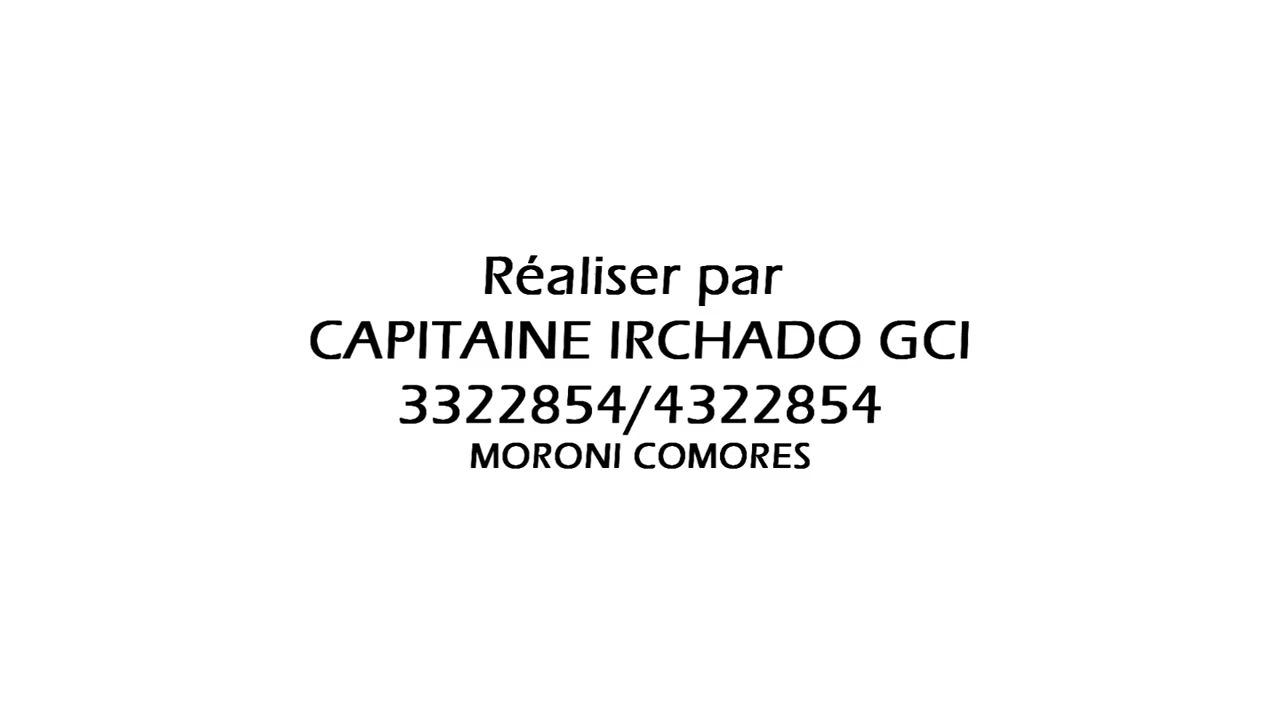 Réaliser par
CAPITAINE IRCHADO GCI
3322854/4322854
MORONI COMORES